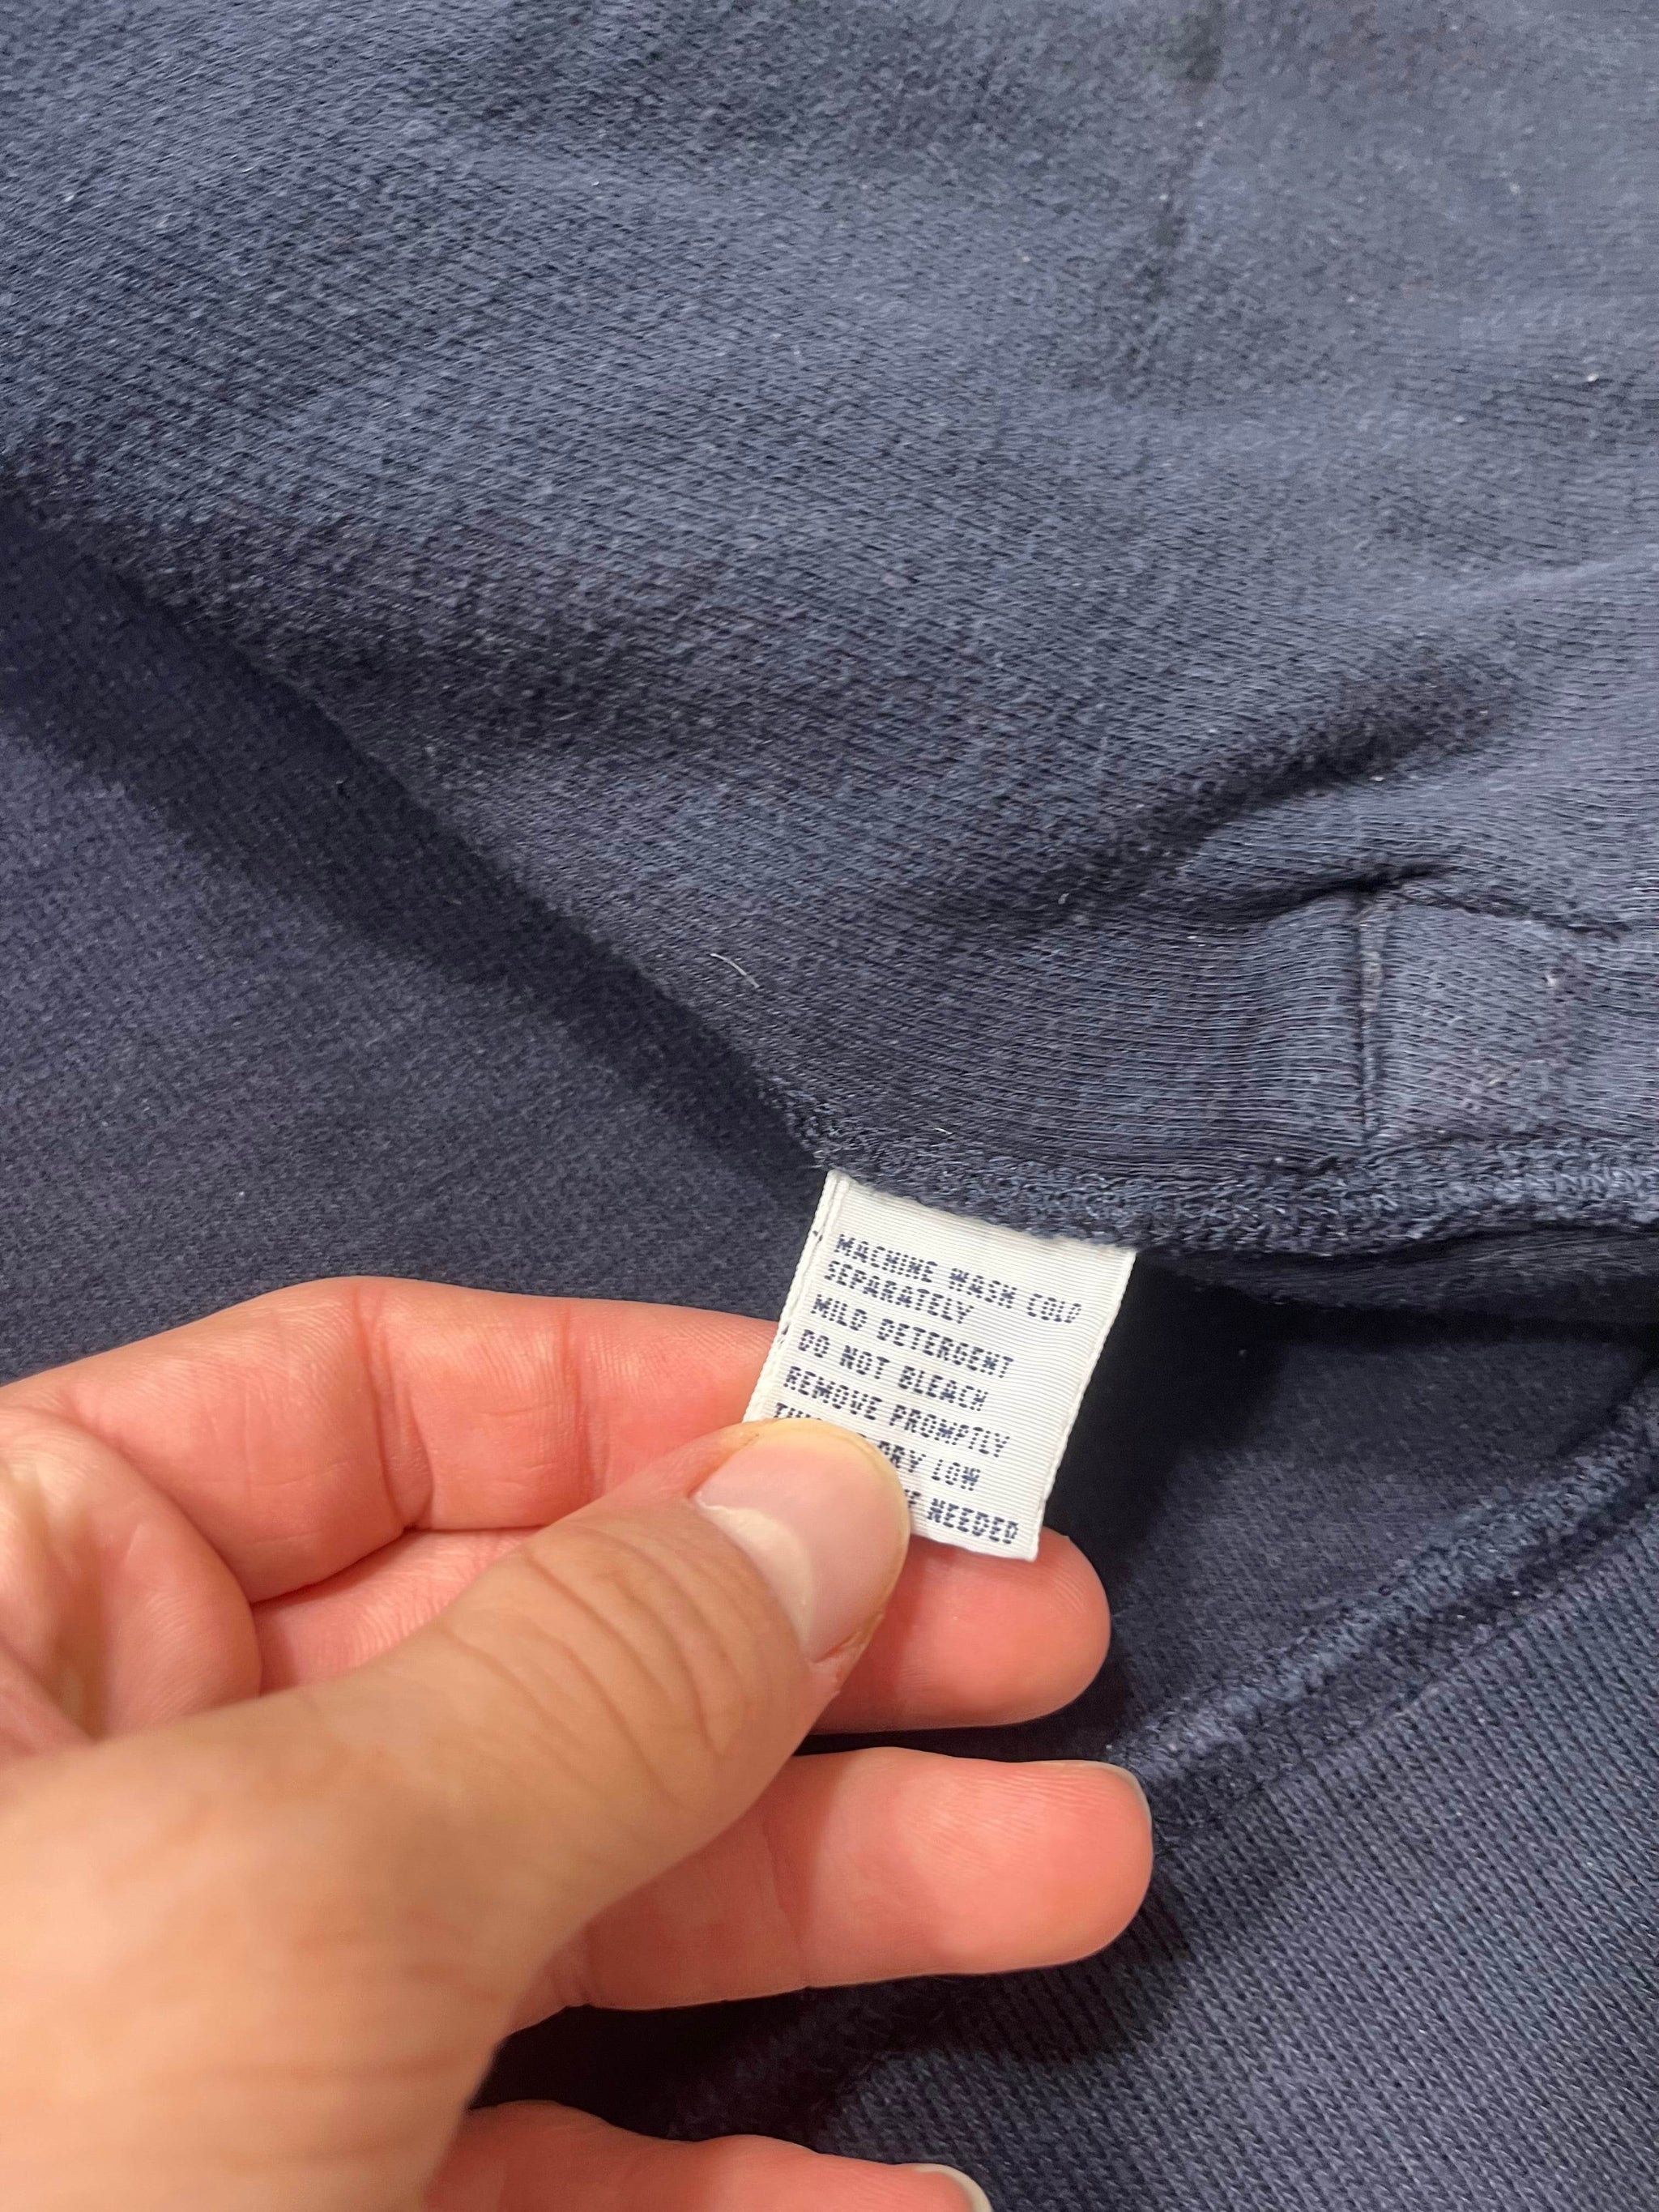 MACHINE WASH COLD
SEPARATELY
MILD DETERGENT
DO NOT BLEACH
REMOVE PROMPTLY
DRY LOW
NEEDED